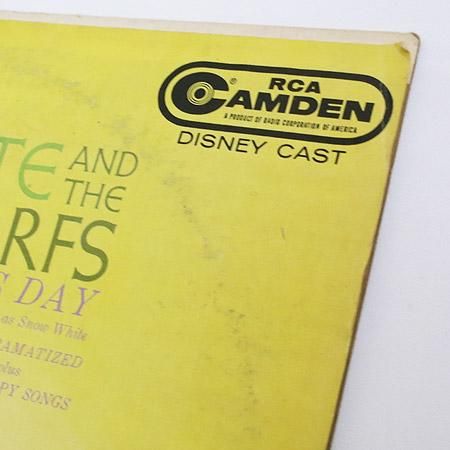 RCA
CAMDEN
®
A PRODUCT OF RADIO CORPORATION OF AMERICA
DISNEY CAST
TE AND
THE
RFS
S DAY
as Snow White
RAMATIZED
plus
PY SONGS